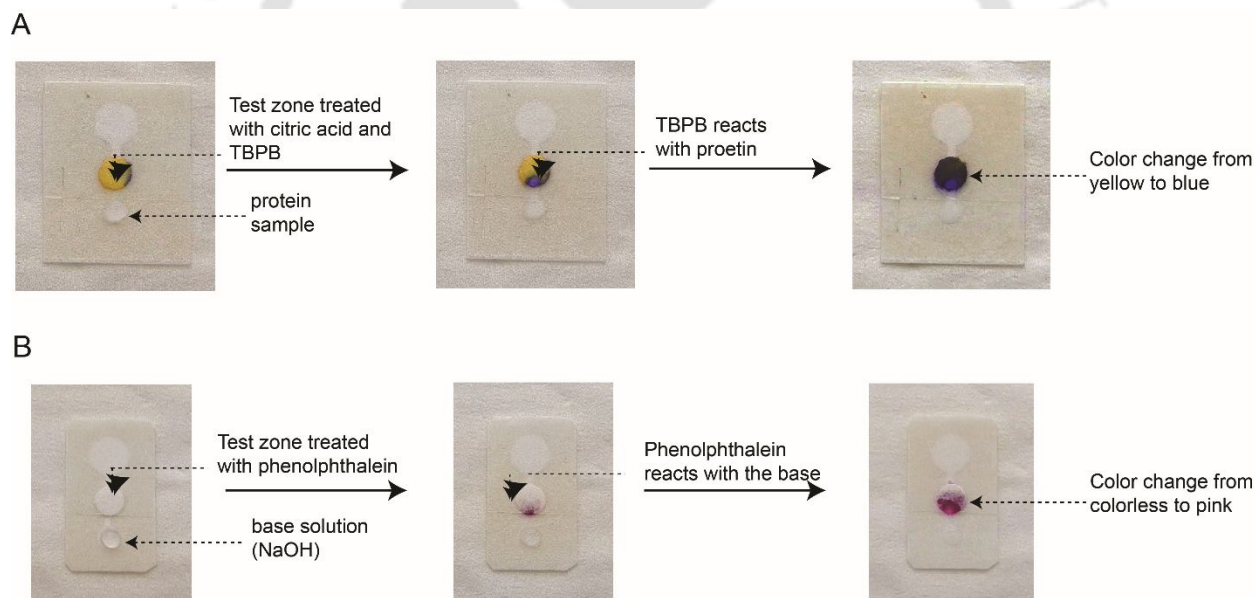 A
Test zone treated
with citric acid and
TBPB
protein
sample
TBPB reacts
with proetin
Color change from
yellow to blue
B
Test zone treated
with phenolphthalein
base solution
(NaOH)
Phenolphthalein
reacts with the base
Color change from
colorless to pink